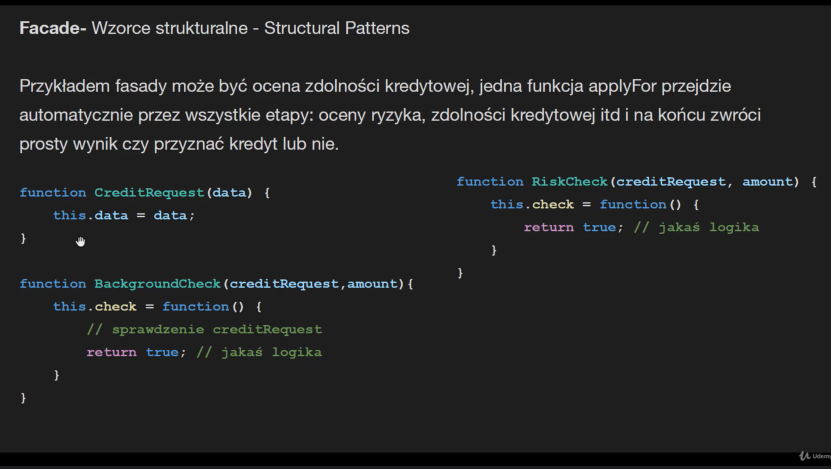 Facade- Wzorce strukturalne - Structural Patterns
Przykładem fasady może być ocena zdolności kredytowej, jedna funkcja applyFor przejdzie
automatycznie przez wszystkie etapy: oceny ryzyka, zdolności kredytowej itd i na końcu zwróci
prosty wynik czy przyznać kredyt lub nie.
function CreditRequest(data) {
    this.data = data;
}
function BackgroundCheck(creditRequest,amount){
    this.check = function() {
        // sprawdzenie creditRequest
        return true; // jakaś logika
    }
}
function RiskCheck(creditRequest, amount) {
    this.check = function() {
        return true; // jakaś logika
    }
}
Udemy